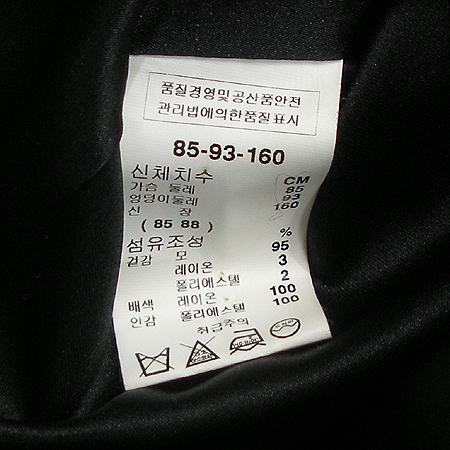 품질경영및공산품안전
관리법에의한품질표시
85-93-160
신체치수 CM
가슴 둘레 85
엉덩이둘레 93
신 장 160
( 85 88 )
섬유조성 %
겉감 모 95
레이온 3
폴리에스텔 2
배색 레이온 100
안감 폴리에스텔 100
취급주의